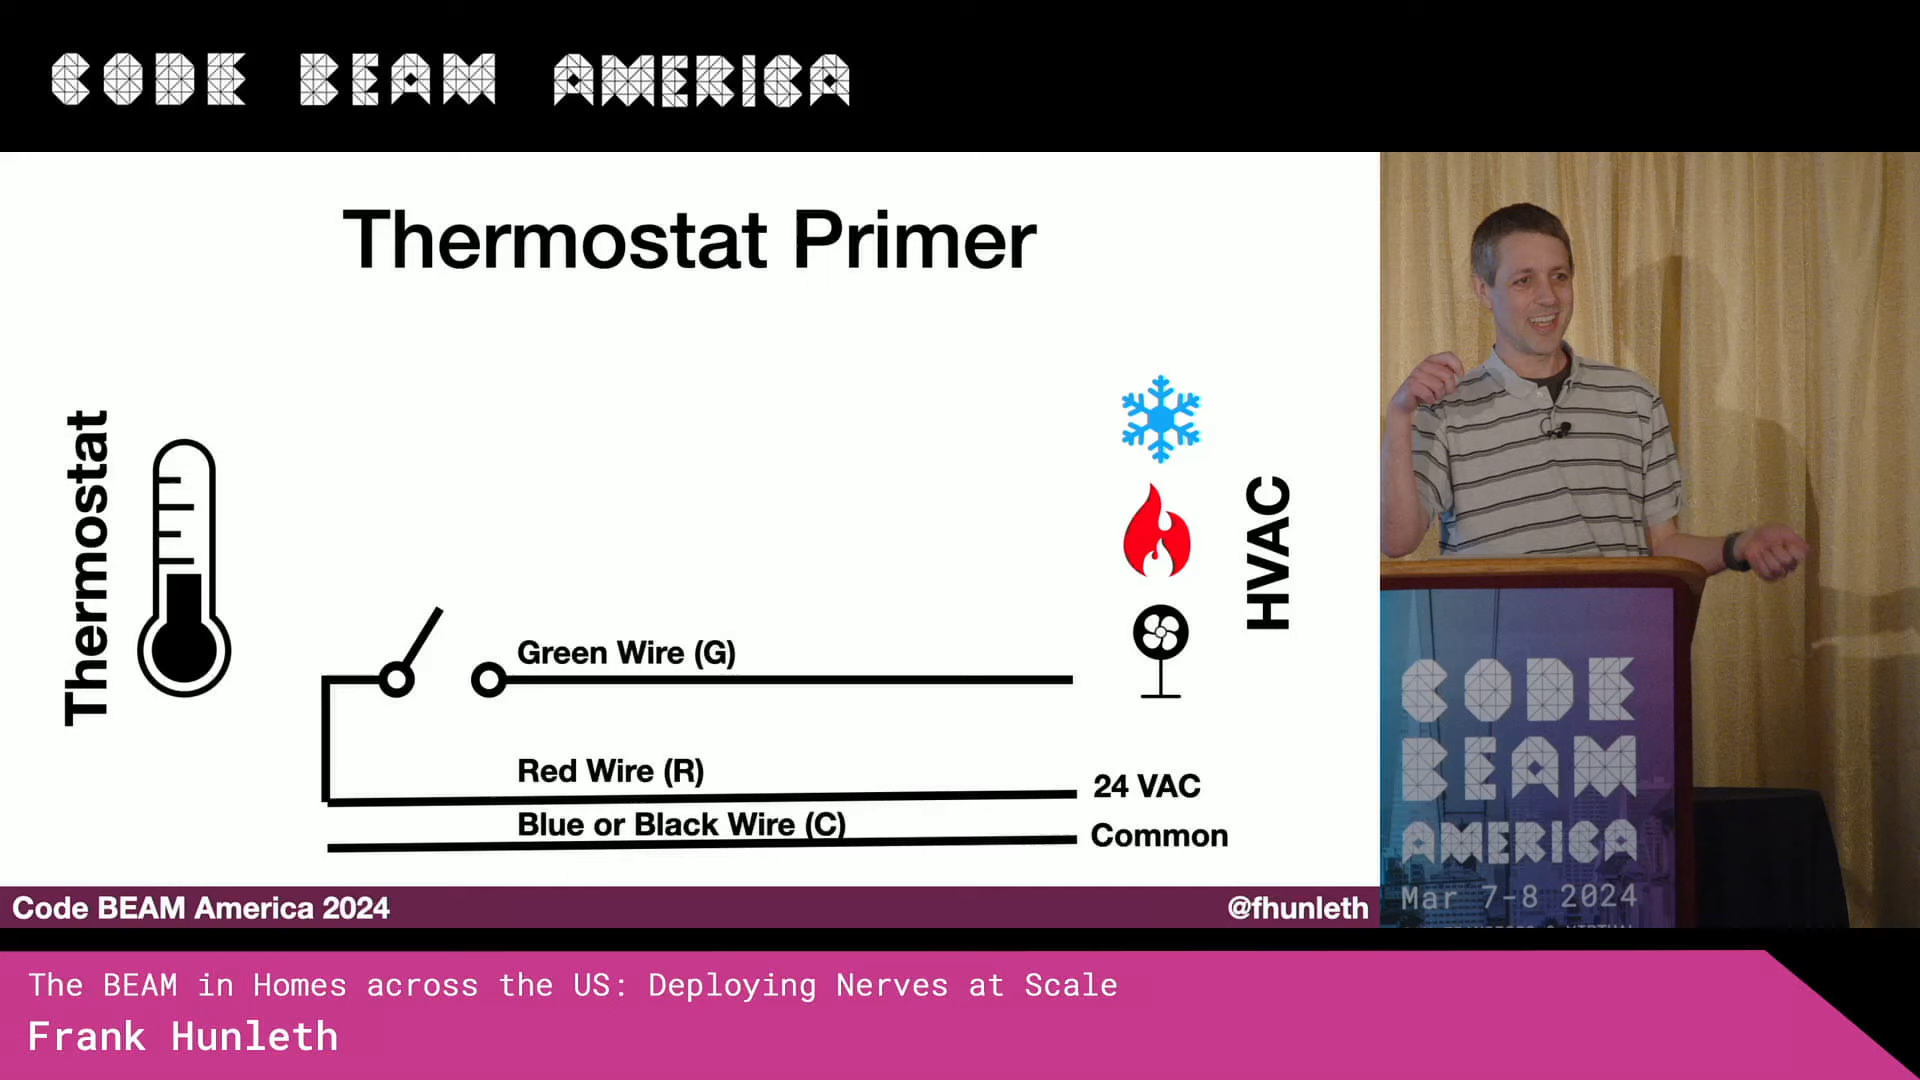 CODE BEAM AMERICA
Thermostat Primer
Thermostat
HVAC
Green Wire (G)
Red Wire (R)
24 VAC
Blue or Black Wire (C)
Common
Code BEAM America 2024
@fhunleth
CODE
BEAM
AMERICA
Mar 7-8 2024
The BEAM in Homes across the US: Deploying Nerves at Scale
Frank Hunleth